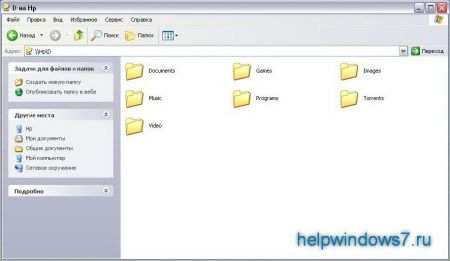 D на Hp
Файл Правка Вид Избранное Сервис Справка
Назад Поиск Папки
Адрес: \\Hp\D Переход
Задачи для файлов и папок
Создать новую папку
Опубликовать папку в вебе
Другие места
Hp
Мои документы
Общие документы
Мой компьютер
Сетевое окружение
Подробно
Documents Games Images
Music Programs Torrents
Video
helpwindows7.ru